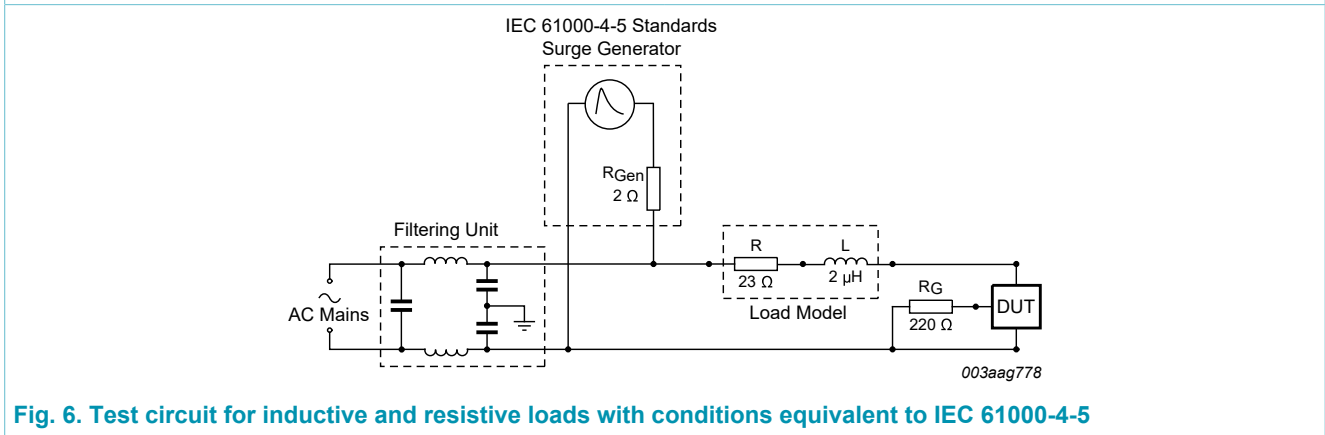 IEC 61000-4-5 Standards
Surge Generator
RGen
2 Ω
Filtering Unit
R
L
23 Ω
2 µH
Load Model
AC Mains
RG
220 Ω
DUT
003aag778
Fig. 6. Test circuit for inductive and resistive loads with conditions equivalent to IEC 61000-4-5